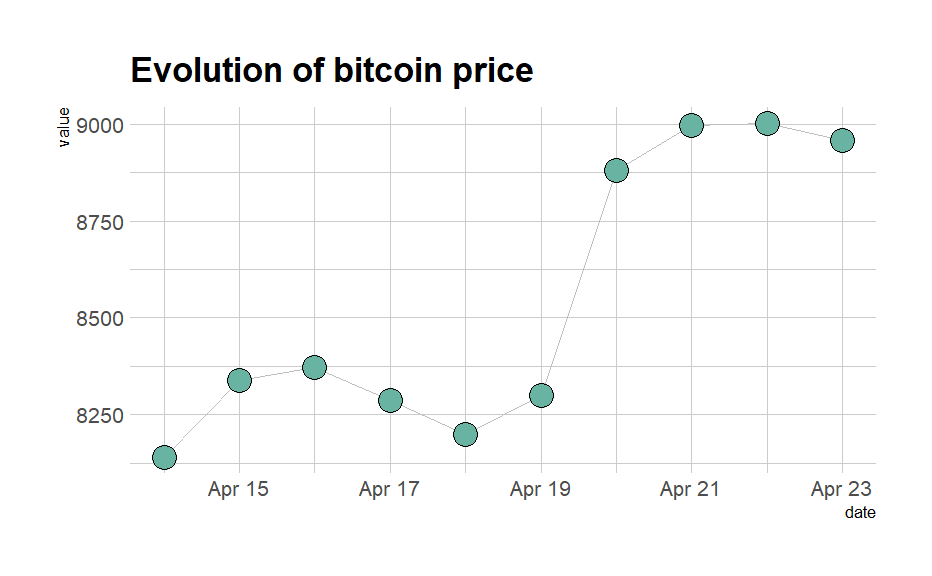 Evolution of bitcoin price
value
9000
8750
8500
8250
Apr 15 Apr 17 Apr 19 Apr 21 Apr 23
date